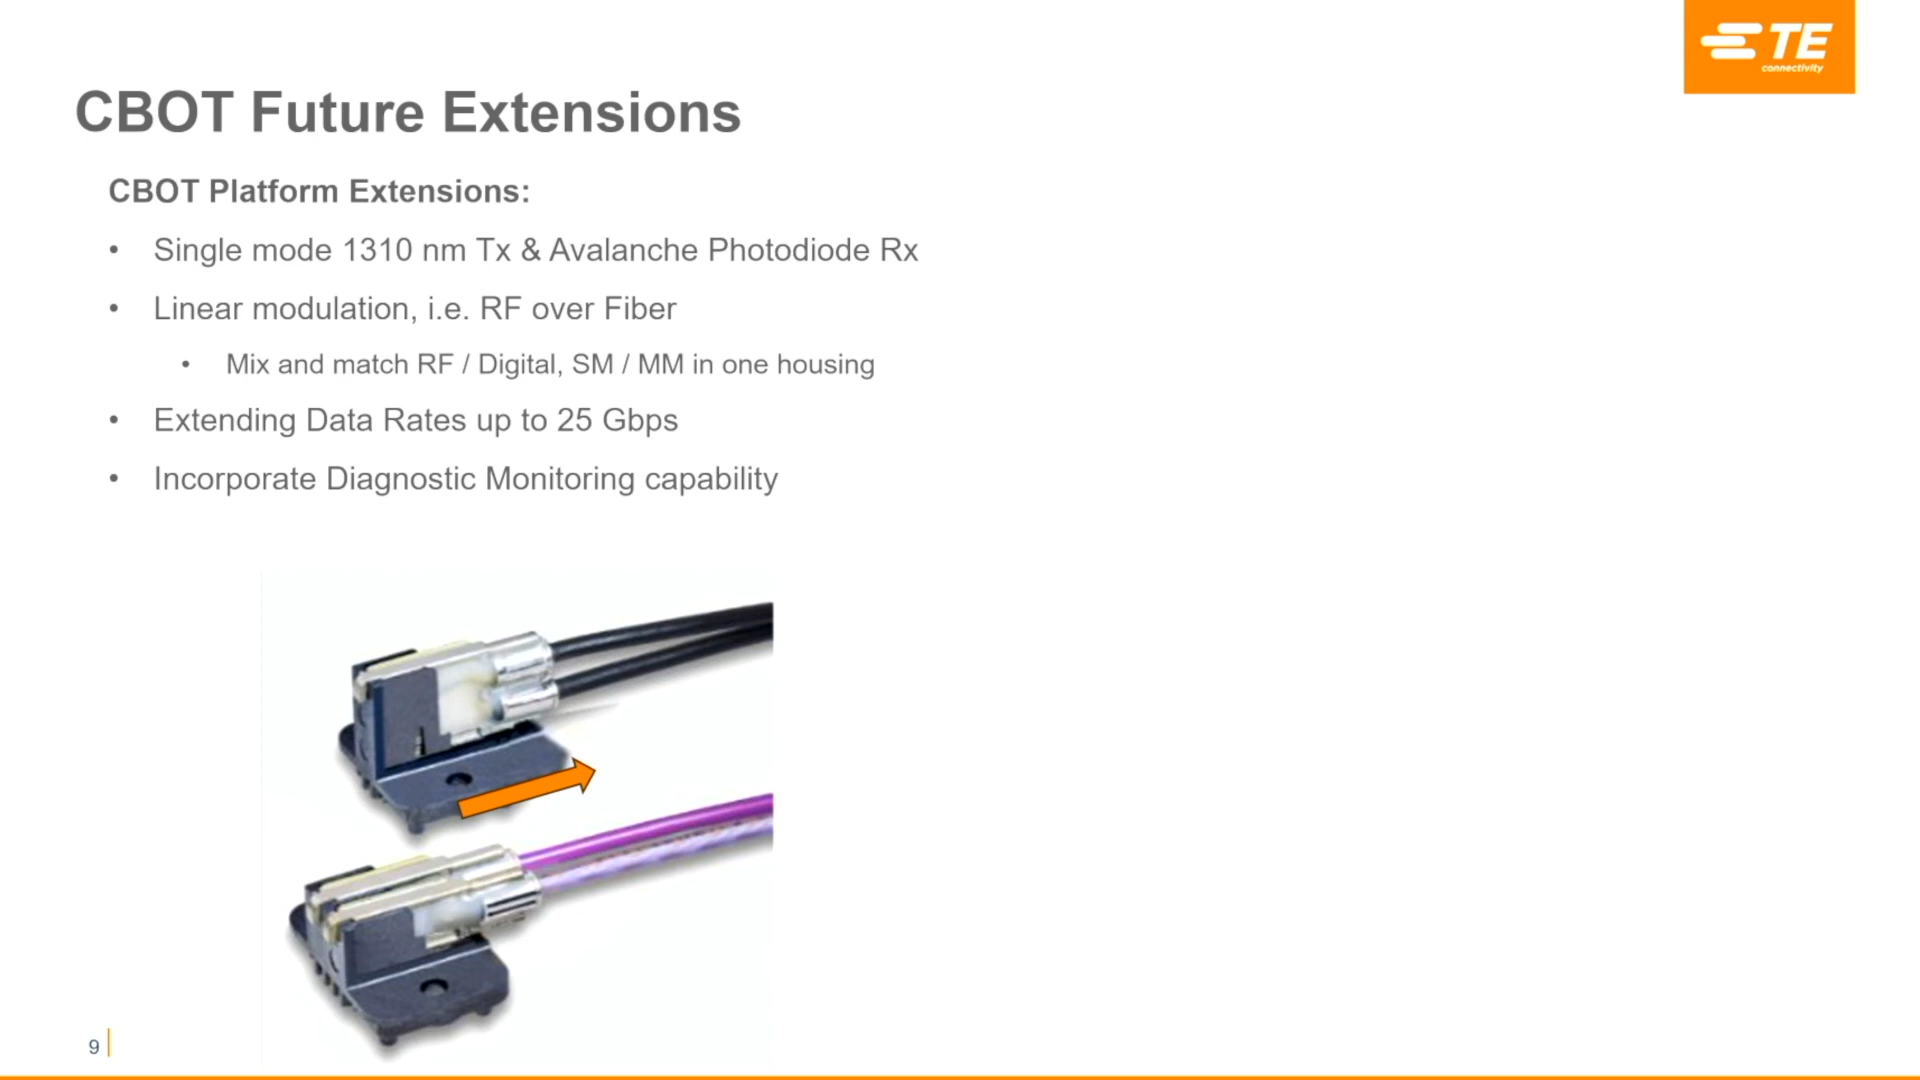 TE
connectivity
CBOT Future Extensions
CBOT Platform Extensions:
• Single mode 1310 nm Tx & Avalanche Photodiode Rx
• Linear modulation, i.e. RF over Fiber
• Mix and match RF / Digital, SM / MM in one housing
• Extending Data Rates up to 25 Gbps
• Incorporate Diagnostic Monitoring capability
9